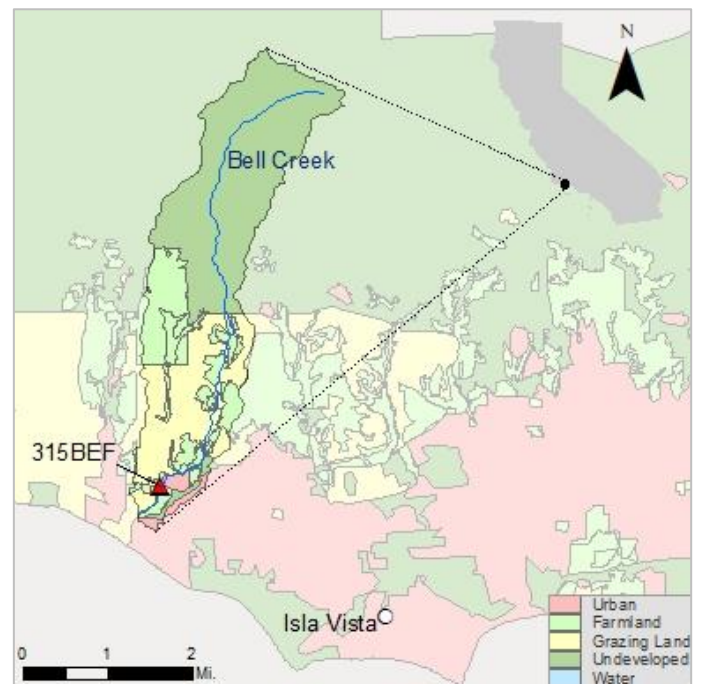 N
Bell Creek
315BEF
Isla Vista
Urban
Farmland
Grazing Land
Undeveloped
Water
0 1 2
Mi.